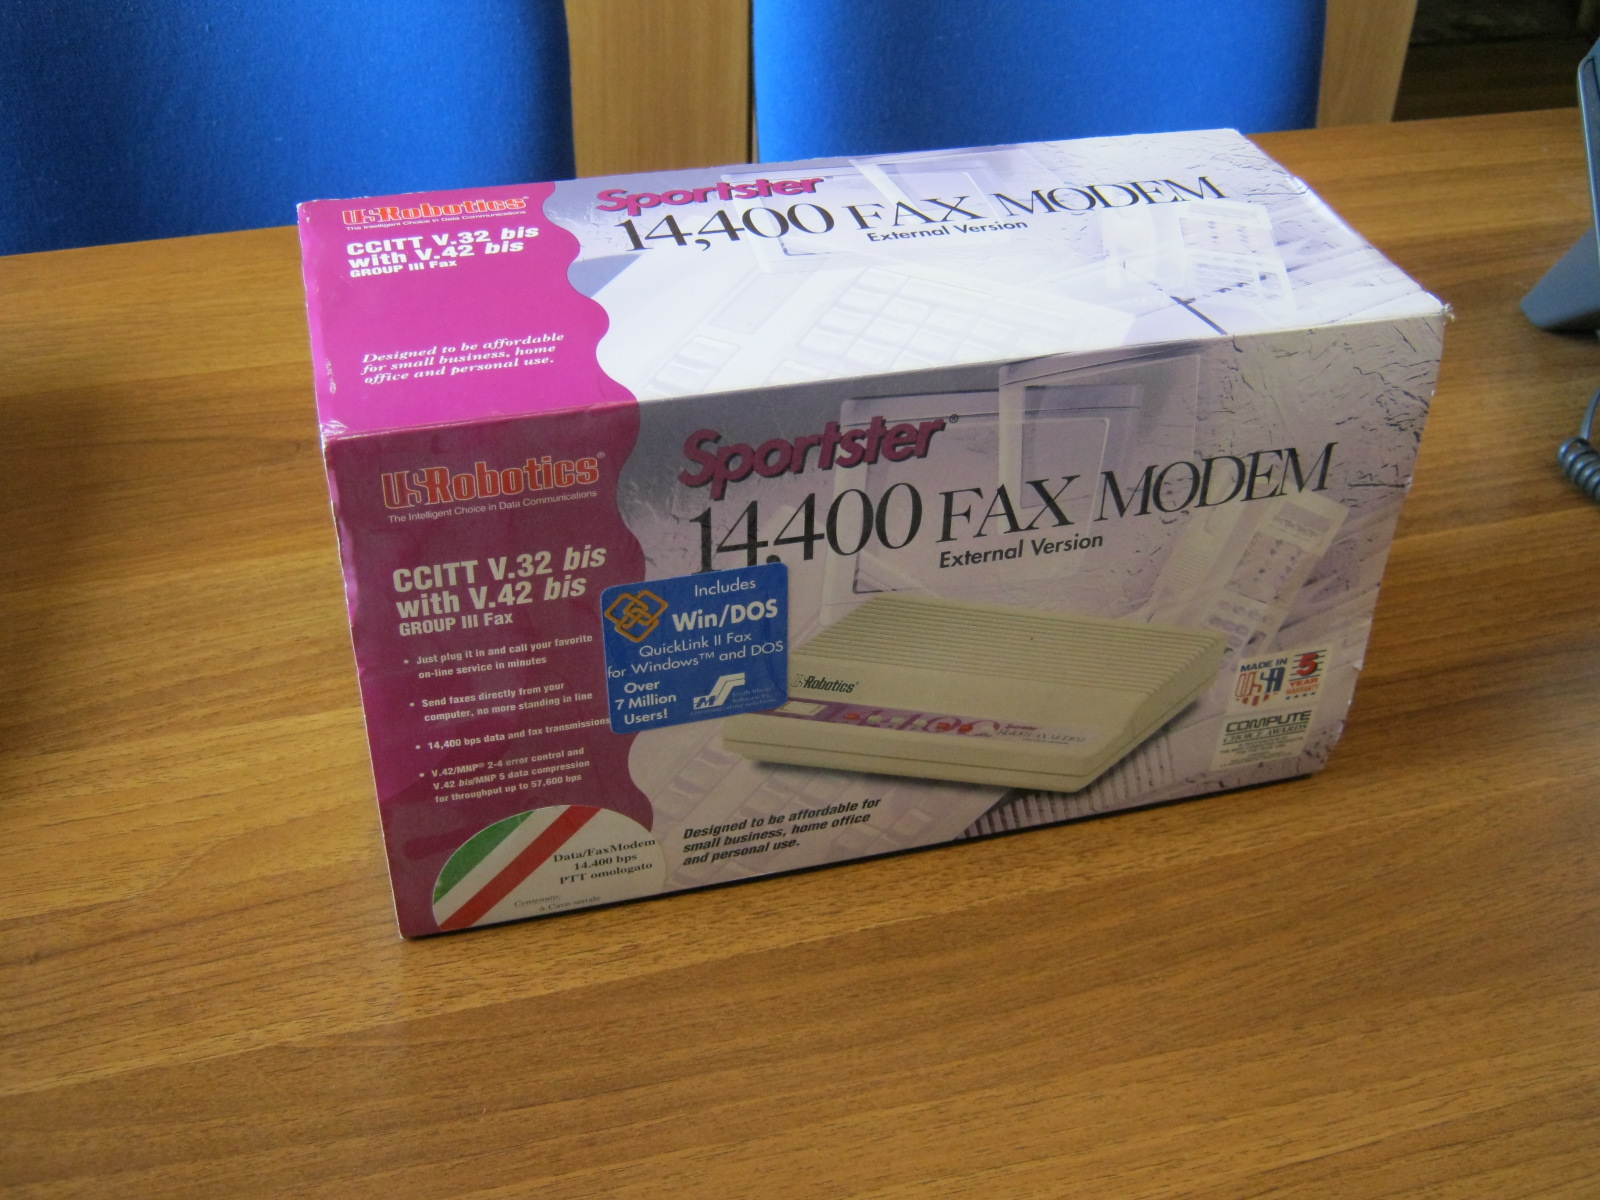 USRobotics
The Intelligent Choice in Data Communications
CCITT V.32 bis
with V.42 bis
GROUP III Fax
Designed to be affordable
for small business, home
office and personal use.
Sportster
14,400 FAX MODEM
External Version
USRobotics®
The Intelligent Choice in Data Communications
CCITT V.32 bis
with V.42 bis
GROUP III Fax
• Just plug it in and call your favorite
on-line service in minutes
• Send faxes directly from your
computer, no more standing in line
• 14,400 bps data and fax transmissions
• V.42/MNP® 2-4 error control and
V.42 bis/MNP 5 data compression
for throughput up to 57,600 bps
Data/FaxModem
14.400 bps
PTT omologato
Contenuto:
Sportster®
14,400 FAX MODEM
External Version
Includes
Win/DOS
QuickLink II Fax
for Windows™ and DOS
Over
7 Million
Users!
USRobotics
Designed to be affordable for
small business, home office
and personal use.
MADE IN
USA
5
YEAR
WARRANTY
COMPUTE
CHOICE AWARDS